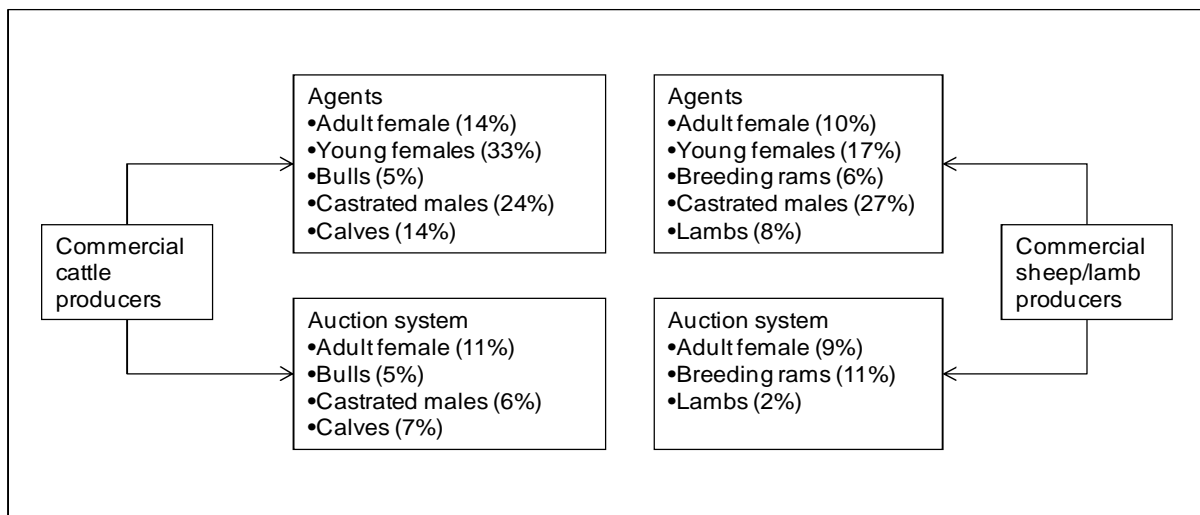 Commercial
cattle
producers
Agents
•Adult female (14%)
•Young females (33%)
•Bulls (5%)
•Castrated males (24%)
•Calves (14%)
Auction system
•Adult female (11%)
•Bulls (5%)
•Castrated males (6%)
•Calves (7%)
Agents
•Adult female (10%)
•Young females (17%)
•Breeding rams (6%)
•Castrated males (27%)
•Lambs (8%)
Auction system
•Adult female (9%)
•Breeding rams (11%)
•Lambs (2%)
Commercial
sheep/lamb
producers